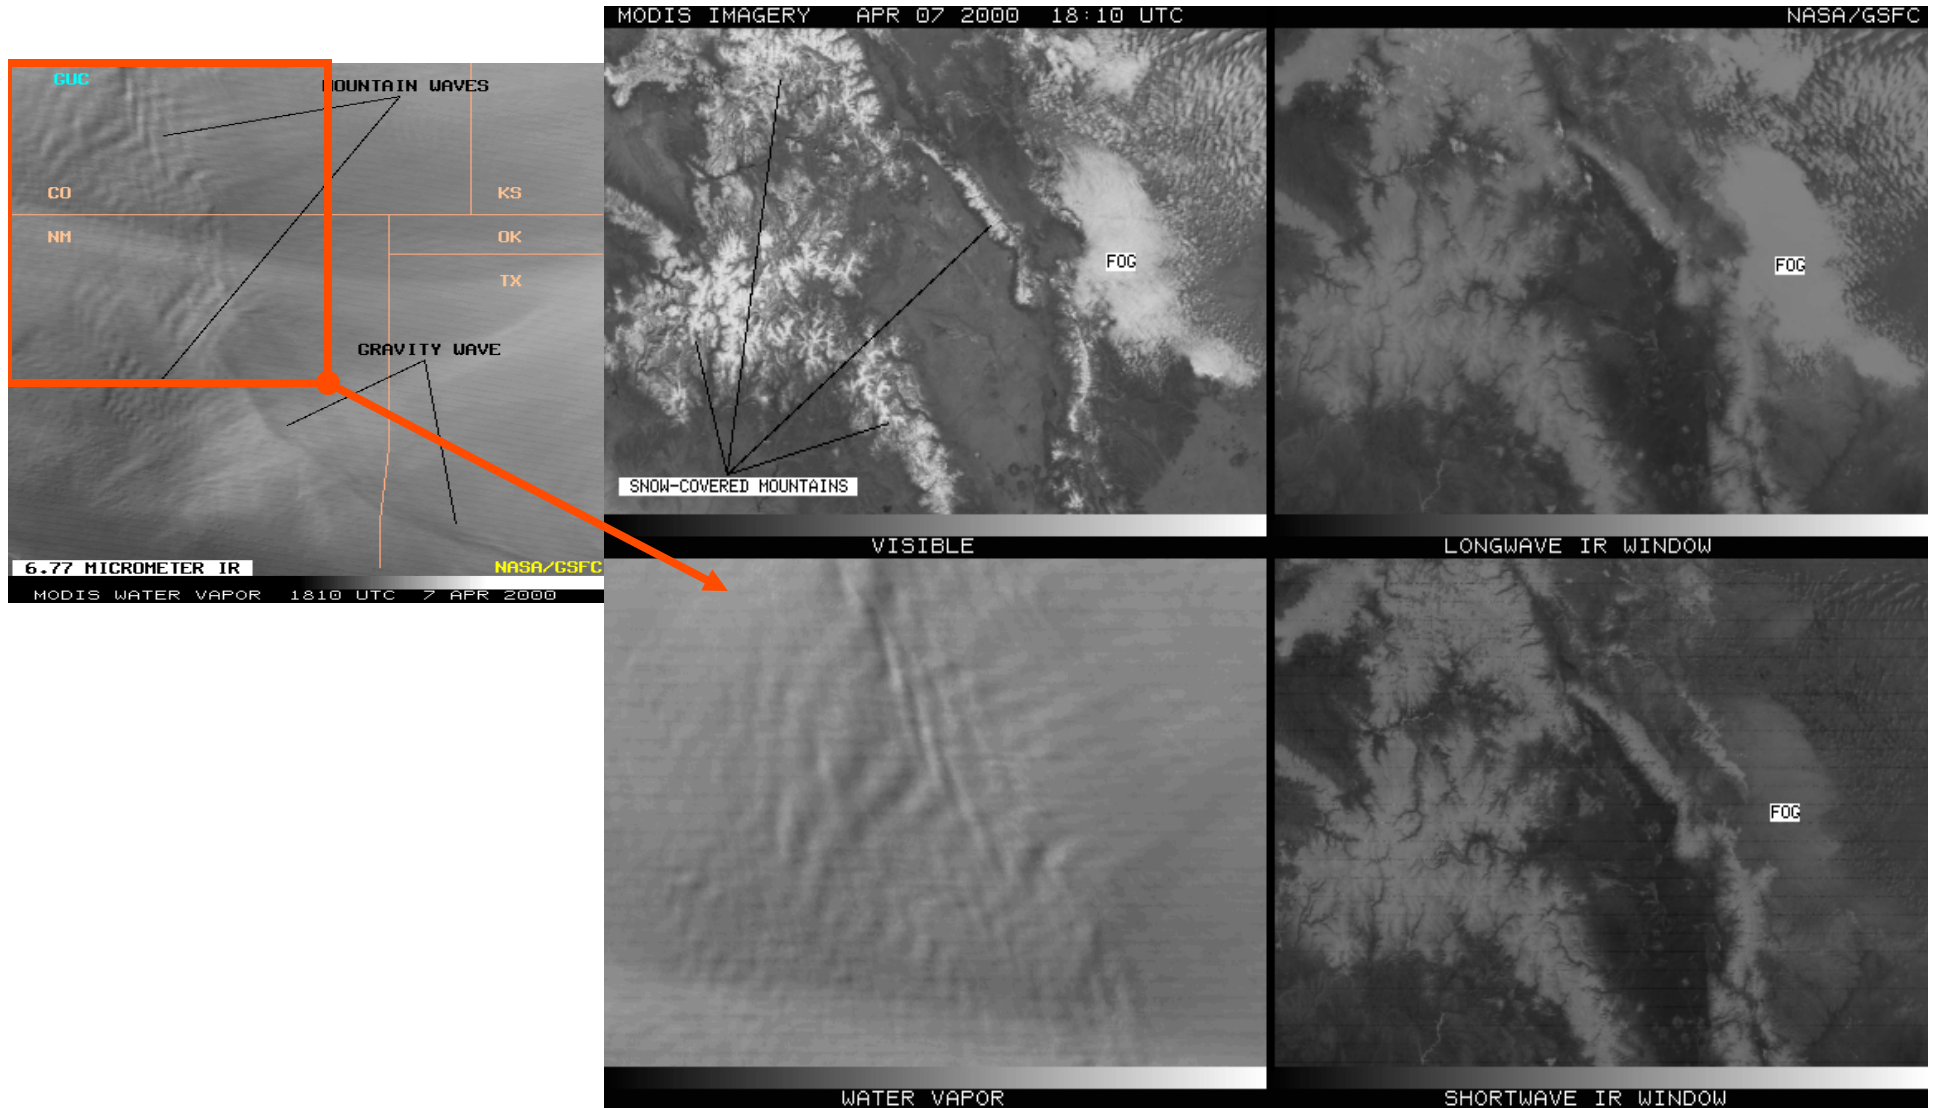 MODIS IMAGERY APR 07 2000 18:10 UTC
NASA/GSFC
GUC
MOUNTAIN WAVES
CO
KS
NM
OK
TX
GRAVITY WAVE
6.77 MICROMETER IR
NASA/GSFC
MODIS WATER VAPOR 1810 UTC 7 APR 2000
FOG
SNOW-COVERED MOUNTAINS
VISIBLE
FOG
LONGWAVE IR WINDOW
WATER VAPOR
FOG
SHORTWAVE IR WINDOW